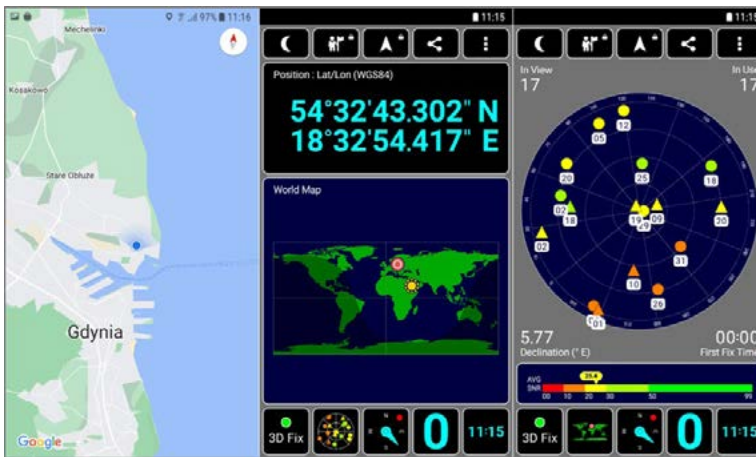 97% 11:16
Mechelinki
Kosakowo
Stare Obłuże
Gdynia
Google
11:15
Position : Lat/Lon (WGS84)
54°32'43.302" N
18°32'54.417" E
World Map
3D Fix
0
11:15
11:15
In View
17
In Use
17
12
05
20
25
18
02
18
19
09
29
20
02
31
10
26
01
5.77
Declination (° E)
00:00
First Fix Time
AVG
SNR
25.4
00 10 20 30 50 99
3D Fix
0
11:15